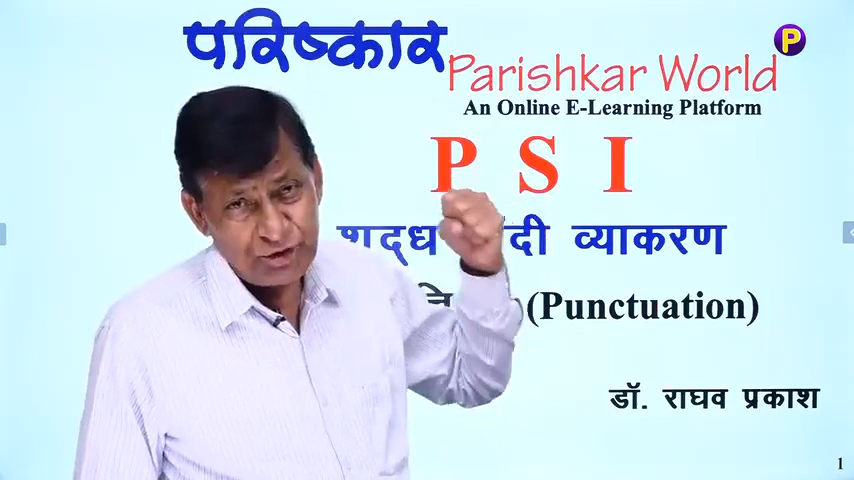 परिष्कार
Parishkar World
P
An Online E-Learning Platform
P S I
व्याकरण
(Punctuation)
डॉ. राघव प्रकाश
1